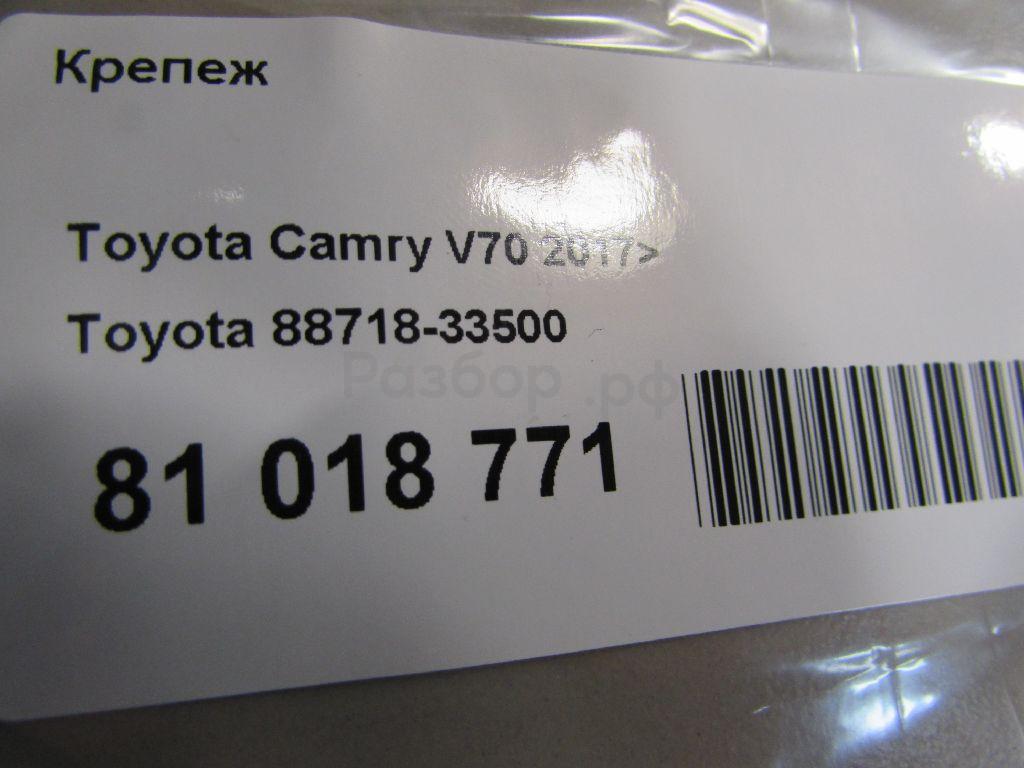 Крепеж
Toyota Camry V70 2017>
Toyota 88718-33500
Разбор.рф
81 018 771